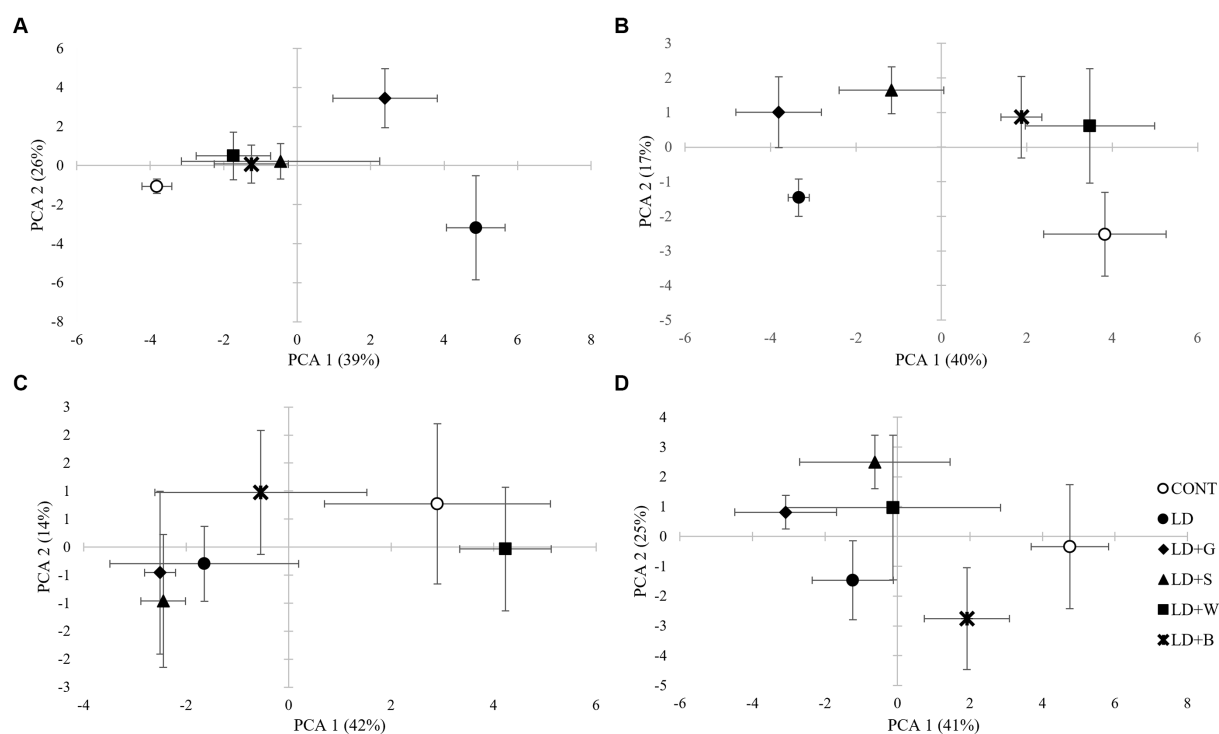 A
6
4
2
0
-2
-4
-6
-8
PCA 2 (26%)
-6 -4 -2 0 2 4 6 8
PCA 1 (39%)
B
3
2
1
0
-1
-2
-3
-4
-5
PCA 2 (17%)
-6 -4 -2 0 2 4 6
PCA 1 (40%)
C
3
2
2
1
1
0
-1
-1
-2
-2
-3
PCA 2 (14%)
-4 -2 0 2 4 6
PCA 1 (42%)
D
4
3
2
1
0
-1
-2
-3
-4
-5
PCA 2 (25%)
-6 -4 -2 0 2 4 6 8
PCA 1 (41%)
CONT
LD
LD+G
LD+S
LD+W
LD+B